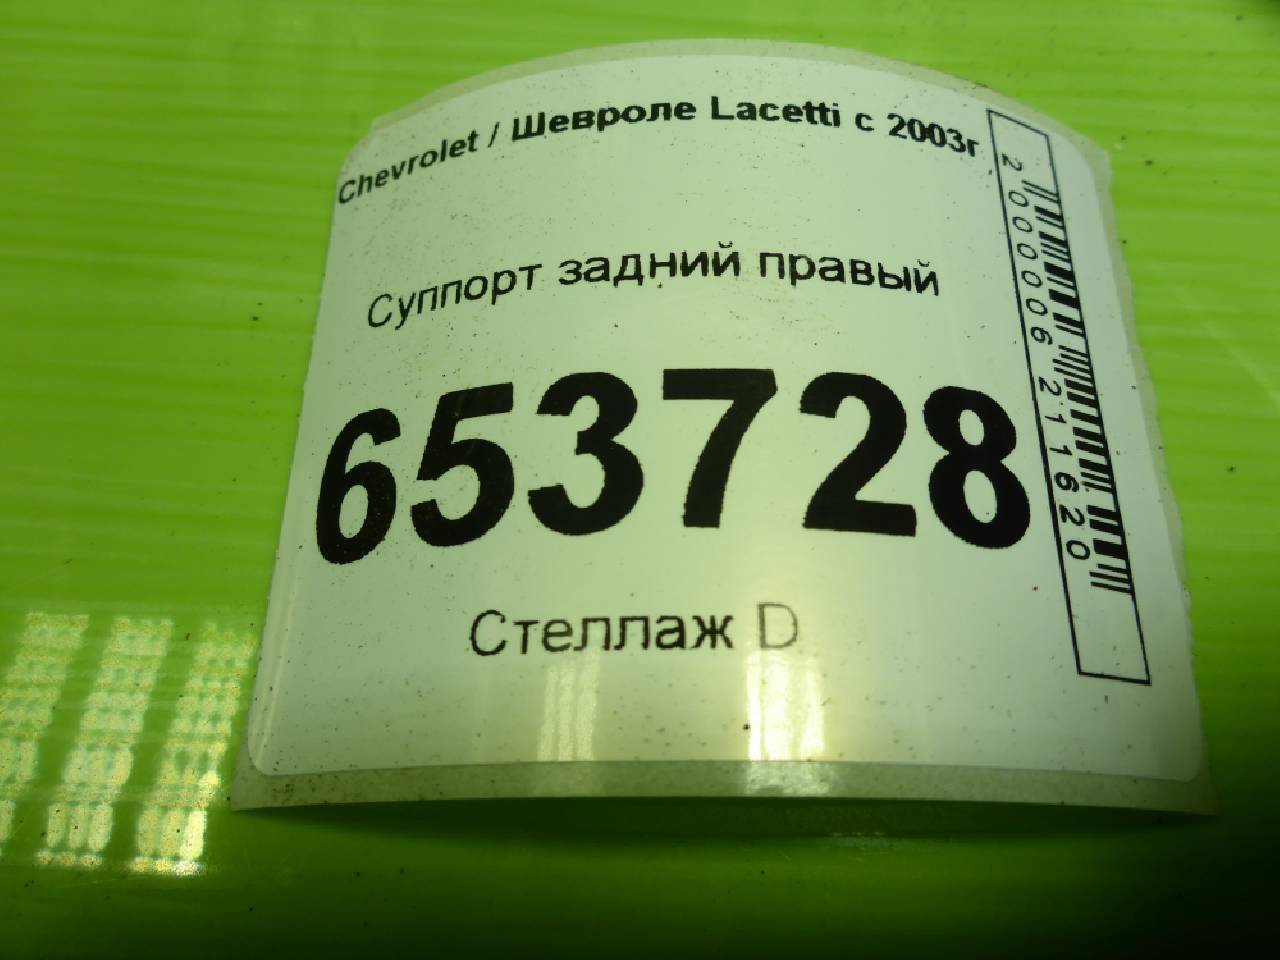 Chevrolet / Шевроле Lacetti с 2003г
Суппорт задний правый
653728
Стеллаж D
2000006211620